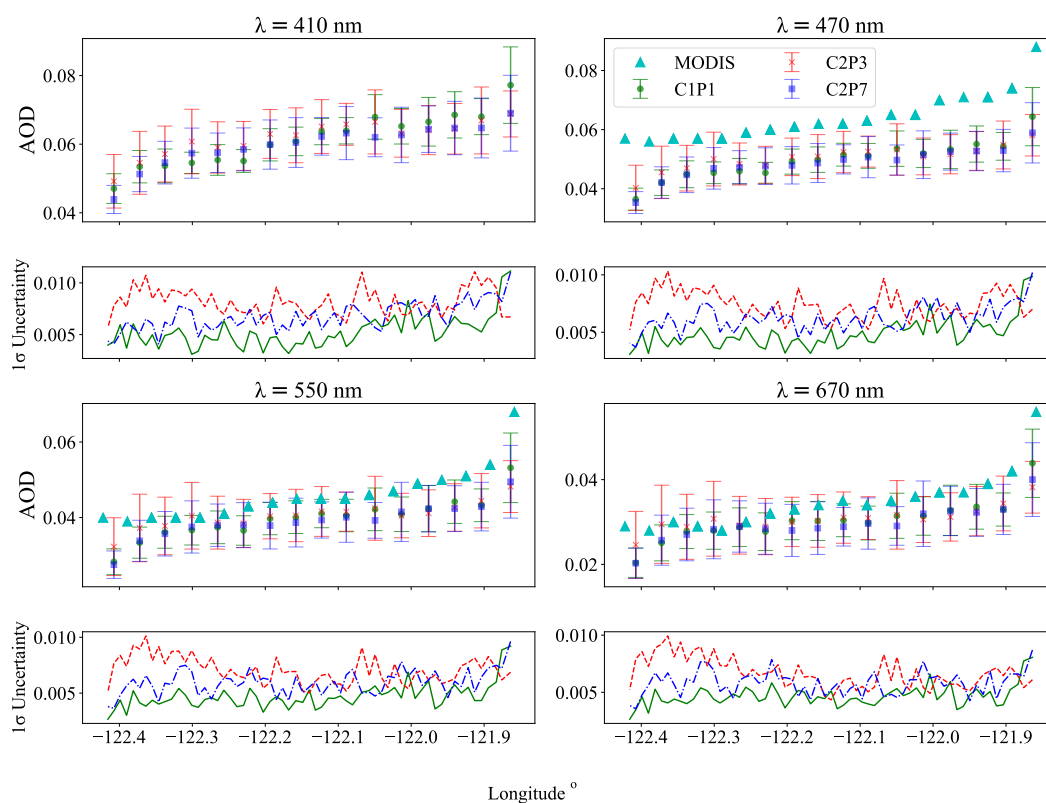 λ = 410 nm
λ = 470 nm
AOD
0.08
0.06
0.04
0.08
0.06
0.04
MODIS
C1P1
C2P3
C2P7
1σ Uncertainty
0.010
0.005
0.010
0.005
λ = 550 nm
λ = 670 nm
AOD
0.06
0.04
0.04
0.02
1σ Uncertainty
0.010
0.005
0.010
0.005
−122.4 −122.3 −122.2 −122.1 −122.0 −121.9
−122.4 −122.3 −122.2 −122.1 −122.0 −121.9
Longitude °